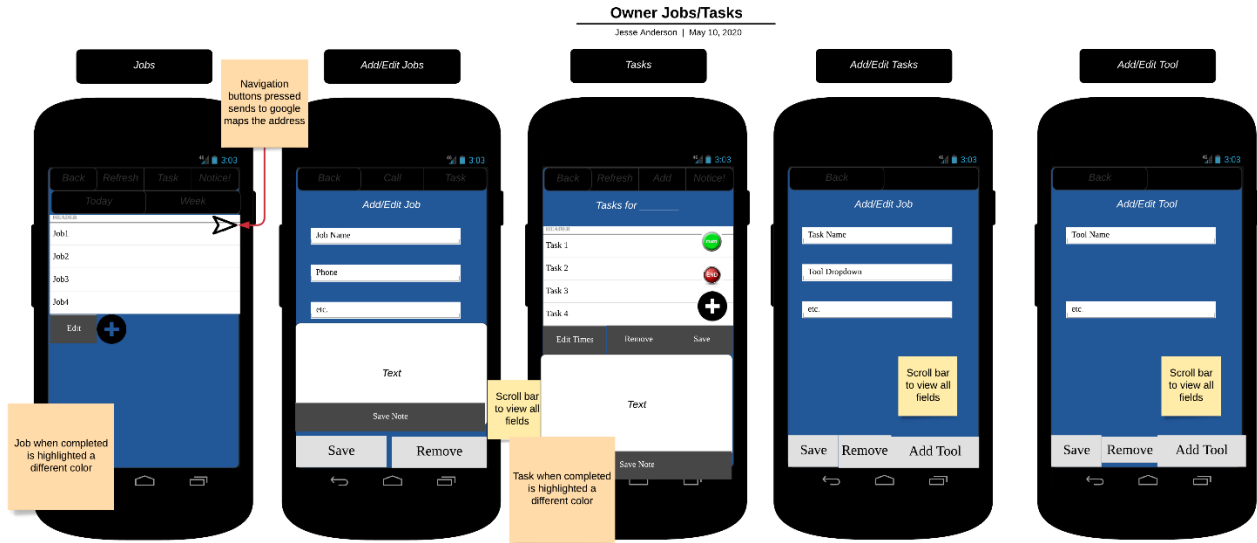 Owner Jobs/Tasks
Jesse Anderson | May 10, 2020
Jobs
Navigation
buttons pressed
sends to google
maps the address
3:03
Back Refresh Task Notice!
Today Week
HEADER
Job1
Job2
Job3
Job4
Edit
Job when completed
is highlighted a
different color
Add/Edit Jobs
3:03
Back Call Task
Add/Edit Job
Job Name
Phone
etc.
Text
Save Note
Save Remove
Scroll bar
to view all
fields
Tasks
3:03
Back Refresh Add Notice!
Tasks for _______
HEADER
Task 1
Task 2
END
Task 3
Task 4
Edit Times Remove Save
Text
Save Note
Task when completed
is highlighted a
different color
Add/Edit Tasks
3:03
Back
Add/Edit Job
Task Name
Tool Dropdown
etc.
Scroll bar
to view all
fields
Save Remove Add Tool
Add/Edit Tool
3:03
Back
Add/Edit Tool
Tool Name
etc.
Scroll bar
to view all
fields
Save Remove Add Tool